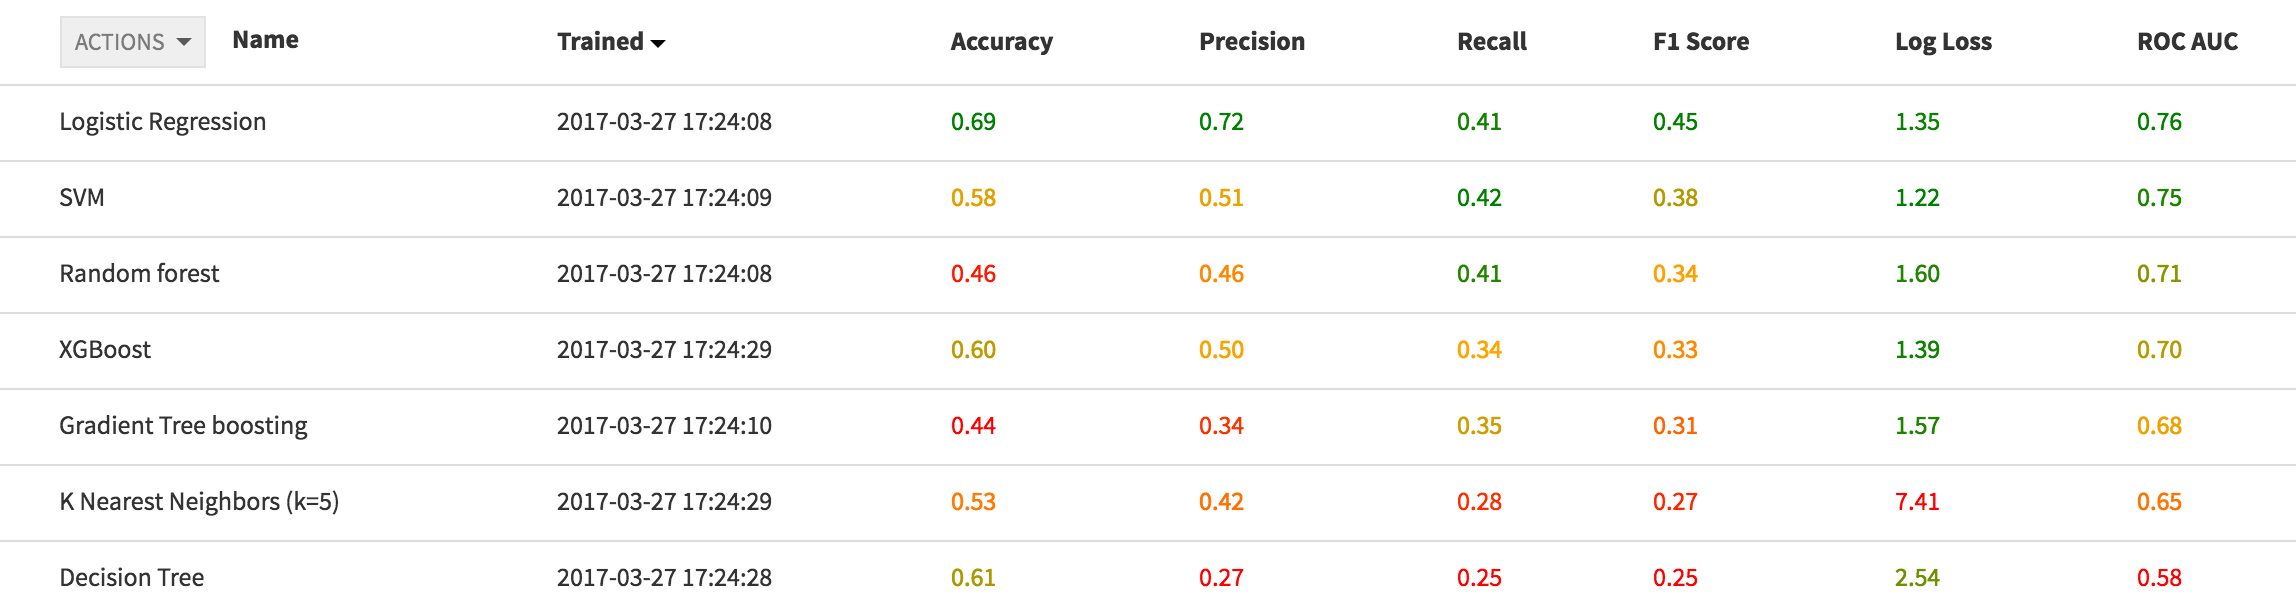 ACTIONS Name Trained Accuracy Precision Recall F1 Score Log Loss ROC AUC
Logistic Regression 2017-03-27 17:24:08 0.69 0.72 0.41 0.45 1.35 0.76
SVM 2017-03-27 17:24:09 0.58 0.51 0.42 0.38 1.22 0.75
Random forest 2017-03-27 17:24:08 0.46 0.46 0.41 0.34 1.60 0.71
XGBoost 2017-03-27 17:24:29 0.60 0.50 0.34 0.33 1.39 0.70
Gradient Tree boosting 2017-03-27 17:24:10 0.44 0.34 0.35 0.31 1.57 0.68
K Nearest Neighbors (k=5) 2017-03-27 17:24:29 0.53 0.42 0.28 0.27 7.41 0.65
Decision Tree 2017-03-27 17:24:28 0.61 0.27 0.25 0.25 2.54 0.58